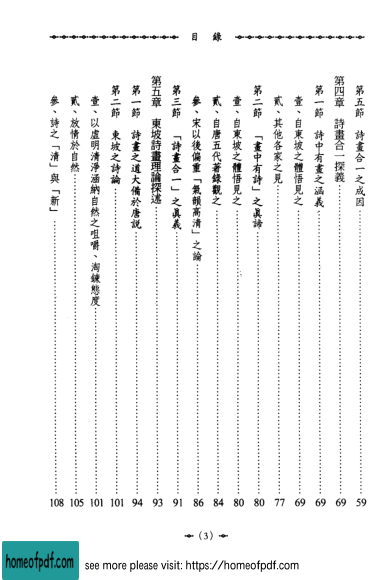 目錄
第五節 詩畫合一之成因 59
第四章 詩畫合一探義 69
第一節 詩中有畫之涵義 69
壹、自東坡之體悟見之 69
貳、其他各家之見 77
第二節 「畫中有詩」之真諦 80
壹、自東坡之體悟見之 80
貳、自唐五代著錄觀之 84
參、宋以後偏重「氣韻高清」之論 86
第三節 「詩畫合一」之真義 91
第五章 東坡詩畫理論探述 93
第一節 詩畫之道大備於唐說 94
第二節 東坡之詩論 101
壹、以虛明清淨涵納自然之咀嚼、淘鍊態度 101
貳、放情於自然 105
參、詩之「清」與「新」 108
(3)
homeofpdf.com
see more please visit: https://homeofpdf.com